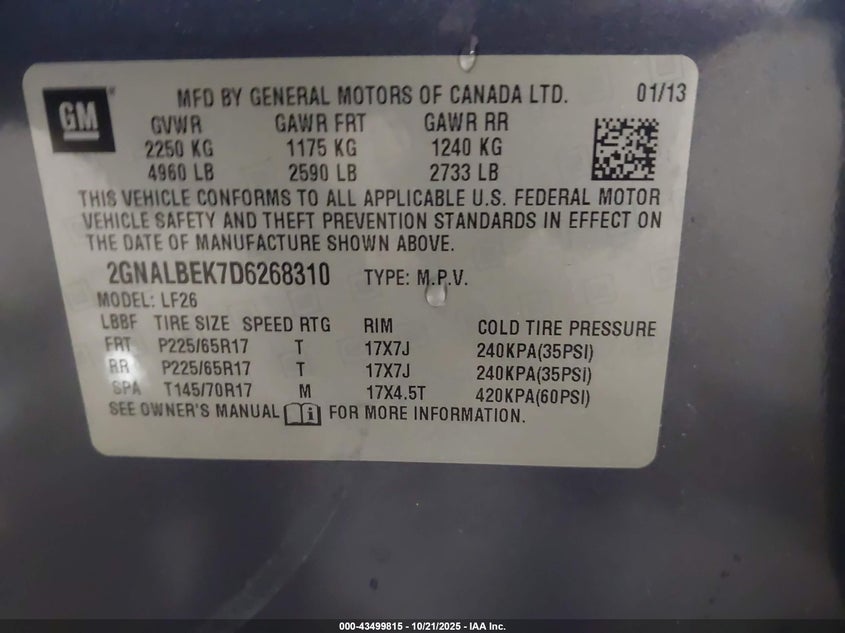 GM
MFD BY GENERAL MOTORS OF CANADA LTD. 01/13
GVWR GAWR FRT GAWR RR
2250 KG 1175 KG 1240 KG
4960 LB 2590 LB 2733 LB
THIS VEHICLE CONFORMS TO ALL APPLICABLE U.S. FEDERAL MOTOR
VEHICLE SAFETY AND THEFT PREVENTION STANDARDS IN EFFECT ON
THE DATE OF MANUFACTURE SHOWN ABOVE.
2GNALBEK7D6268310 TYPE: M.P.V.
MODEL: LF26
LBBF TIRE SIZE SPEED RTG RIM COLD TIRE PRESSURE
FRT P225/65R17 T 17X7J 240KPA(35PSI)
RR P225/65R17 T 17X7J 240KPA(35PSI)
SPA T145/70R17 M 17X4.5T 420KPA(60PSI)
SEE OWNER'S MANUAL FOR MORE INFORMATION.
000-43499815 - 10/21/2025 - IAA Inc.